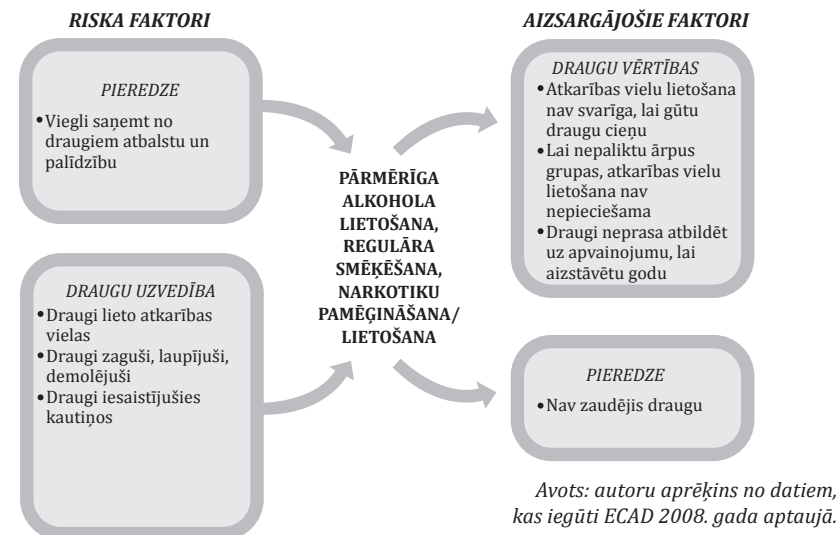 RISKA FAKTORI
PIEREDZE
•Viegli saņemt no
draugiem atbalstu un
palīdzību
DRAUGU UZVEDĪBA
•Draugi lieto atkarības
vielas
•Draugi zaguši, laupījuši,
demolējuši
•Draugi iesaistījušies
kautiņos
PĀRMĒRĪGA
ALKOHOLA
LIETOŠANA,
REGULĀRA
SMĒĶĒŠANA,
NARKOTIKU
PAMĒĢINĀŠANA/
LIETOŠANA
AIZSARGĀJOŠIE FAKTORI
DRAUGU VĒRTĪBAS
•Atkarības vielu lietošana
nav svarīga, lai gūtu
draugu cieņu
•Lai nepaliktu ārpus
grupas, atkarības vielu
lietošana nav
nepieciešama
•Draugi neprasa atbildēt
uz apvainojumu, lai
aizstāvētu godu
PIEREDZE
•Nav zaudējis draugu
Avots: autoru aprēķins no datiem,
kas iegūti ECAD 2008. gada aptaujā.